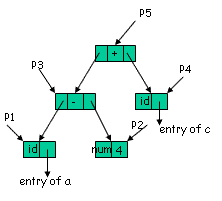 P5
+
P3
P4
-
id
P1
P2
entry of c
id
num 4
entry of a